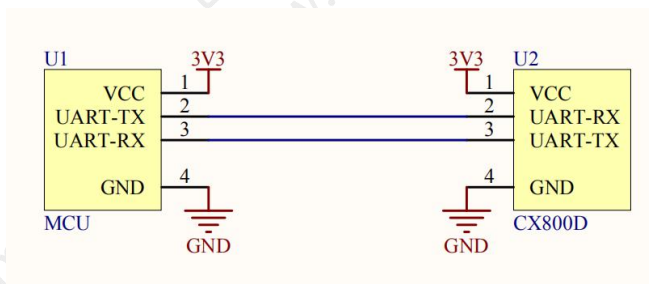 U1 3V3 3V3 U2
VCC 1 1 VCC
UART-TX 2 2 UART-RX
UART-RX 3 3 UART-TX
GND 4 4 GND
MCU CX800D
GND GND